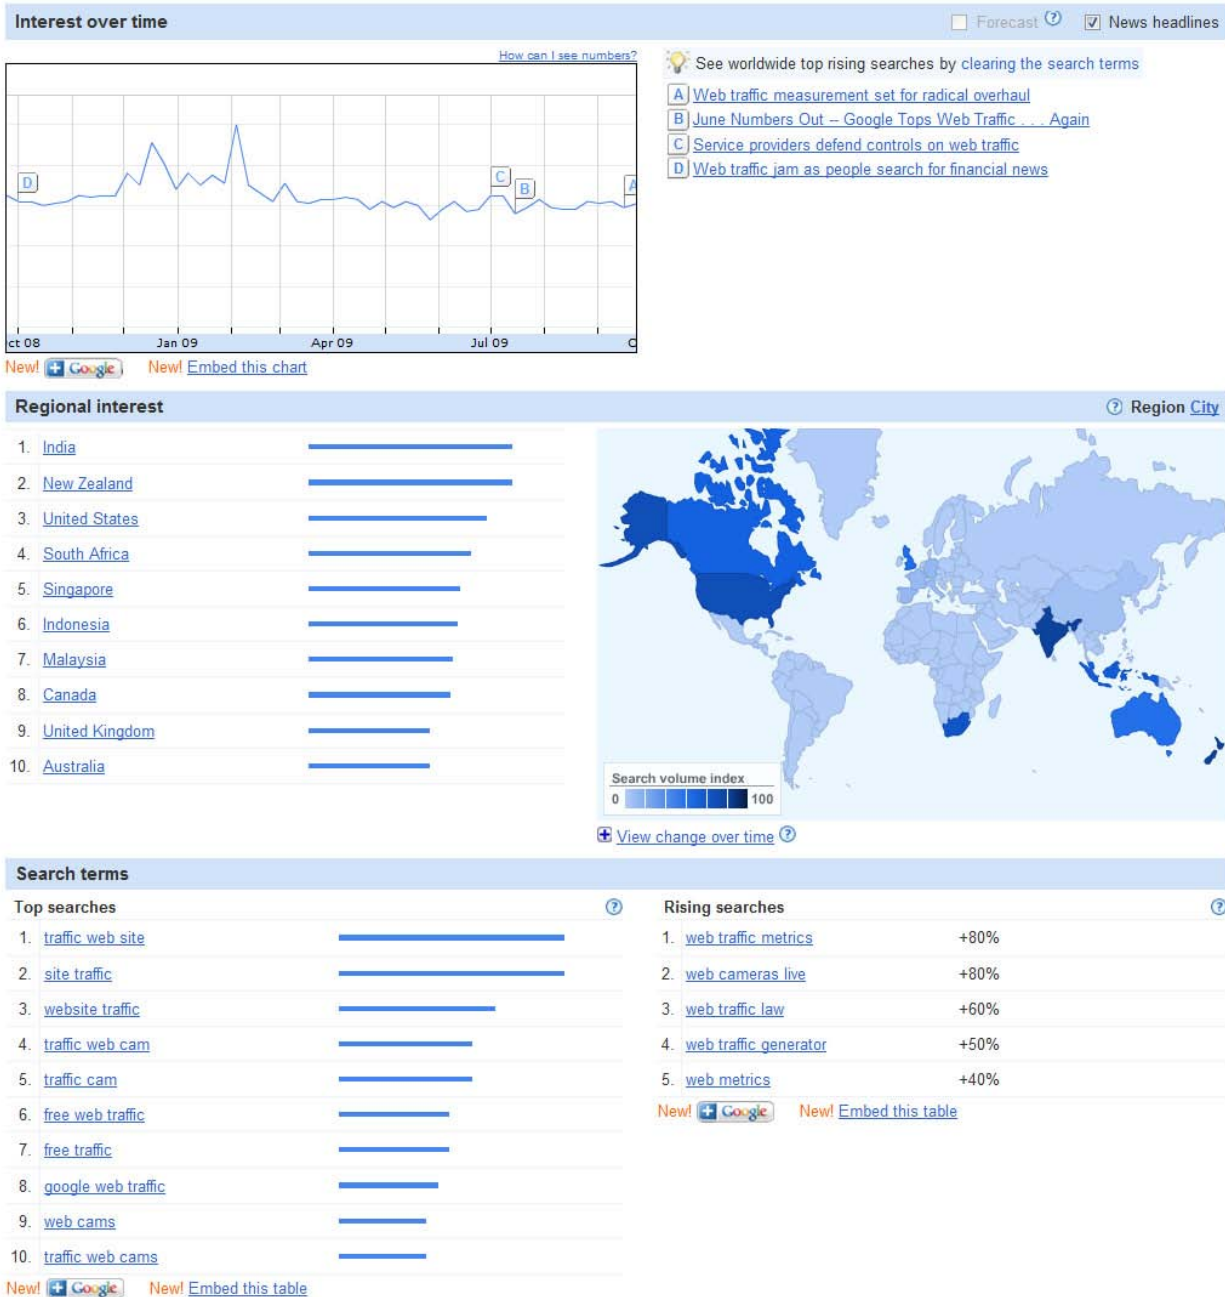 Interest over time
Forecast ? News headlines
How can I see numbers?
D
C
B
A
ct 08 Jan 09 Apr 09 Jul 09 O
New! + Google New! Embed this chart
See worldwide top rising searches by clearing the search terms
A Web traffic measurement set for radical overhaul
B June Numbers Out -- Google Tops Web Traffic . . . Again
C Service providers defend controls on web traffic
D Web traffic jam as people search for financial news
Regional interest
? Region City
1. India
2. New Zealand
3. United States
4. South Africa
5. Singapore
6. Indonesia
7. Malaysia
8. Canada
9. United Kingdom
10. Australia
Search volume index
0 100
+ View change over time ?
Search terms
Top searches ?
1. traffic web site
2. site traffic
3. website traffic
4. traffic web cam
5. traffic cam
6. free web traffic
7. free traffic
8. google web traffic
9. web cams
10. traffic web cams
New! + Google New! Embed this table
Rising searches ?
1. web traffic metrics +80%
2. web cameras live +80%
3. web traffic law +60%
4. web traffic generator +50%
5. web metrics +40%
New! + Google New! Embed this table